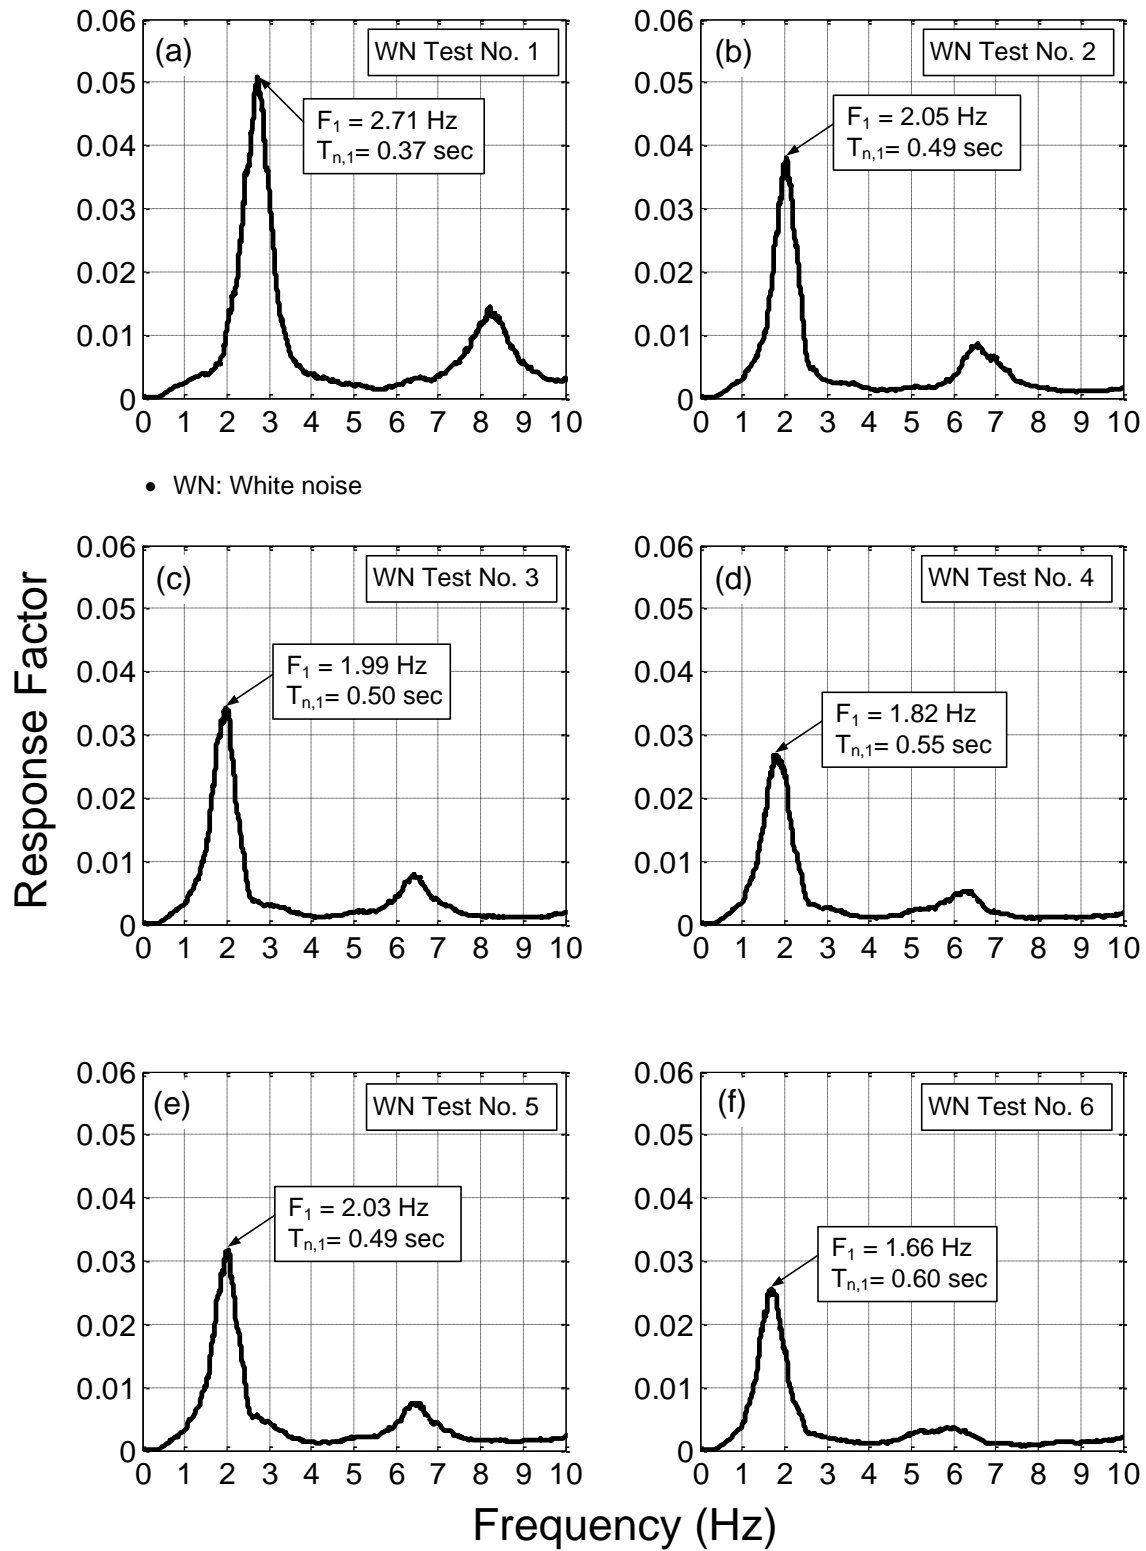 (a)
WN Test No. 1
F1 = 2.71 Hz
Tn,1= 0.37 sec
0.06
0.05
0.04
0.03
0.02
0.01
0
0 1 2 3 4 5 6 7 8 9 10
(b)
WN Test No. 2
F1 = 2.05 Hz
Tn,1= 0.49 sec
0.06
0.05
0.04
0.03
0.02
0.01
0
0 1 2 3 4 5 6 7 8 9 10
• WN: White noise
Response Factor
(c)
WN Test No. 3
F1 = 1.99 Hz
Tn,1= 0.50 sec
0.06
0.05
0.04
0.03
0.02
0.01
0
0 1 2 3 4 5 6 7 8 9 10
(d)
WN Test No. 4
F1 = 1.82 Hz
Tn,1= 0.55 sec
0.06
0.05
0.04
0.03
0.02
0.01
0
0 1 2 3 4 5 6 7 8 9 10
(e)
WN Test No. 5
F1 = 2.03 Hz
Tn,1= 0.49 sec
0.06
0.05
0.04
0.03
0.02
0.01
0
0 1 2 3 4 5 6 7 8 9 10
(f)
WN Test No. 6
F1 = 1.66 Hz
Tn,1= 0.60 sec
0.06
0.05
0.04
0.03
0.02
0.01
0
0 1 2 3 4 5 6 7 8 9 10
Frequency (Hz)